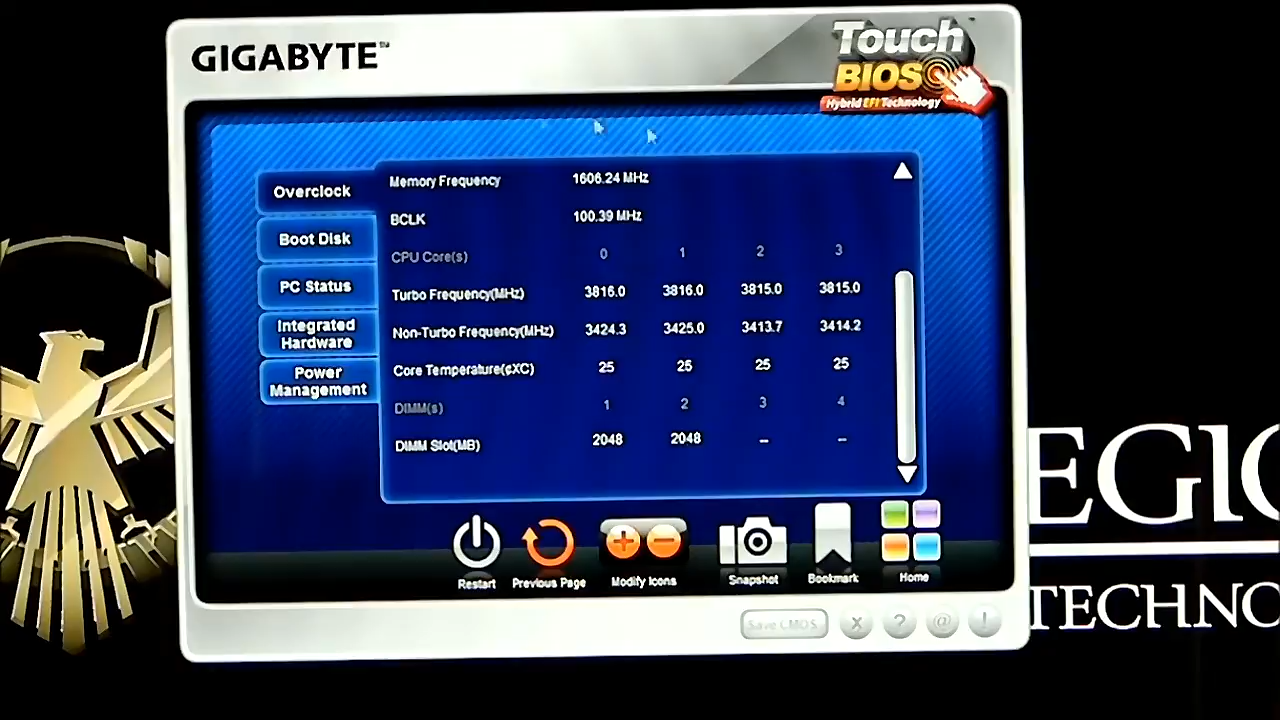 GIGABYTE™
Touch
BIOS
Hybrid EFI Technology
Overclock
Boot Disk
PC Status
Integrated
Hardware
Power
Management
Memory Frequency 1606.24 MHz
BCLK 100.39 MHz
CPU Core(s) 0 1 2 3
Turbo Frequency(MHz) 3816.0 3816.0 3815.0 3815.0
Non-Turbo Frequency(MHz) 3424.3 3425.0 3413.7 3414.2
Core Temperature(¢XC) 25 25 25 25
DIMM(s) 1 2 3 4
DIMM Slot(MB) 2048 2048 -- --
Restart
Previous Page
Modify Icons
Snapshot
Bookmark
Home
Save CMOS
X ? @ !
EGIO
TECHNO